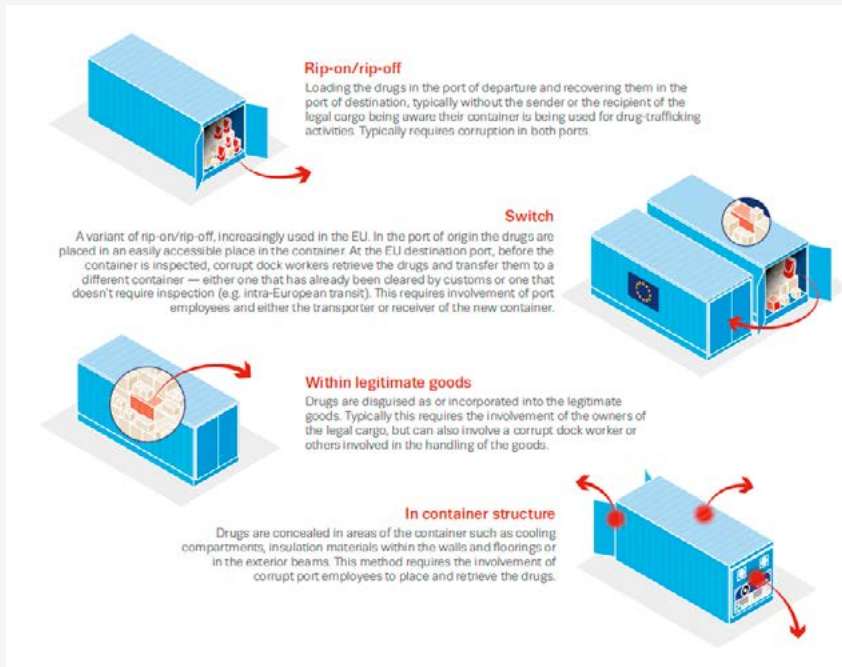 Rip-on/rip-off
Loading the drugs in the port of departure and recovering them in the
port of destination, typically without the sender or the recipient of the
legal cargo being aware their container is being used for drug-trafficking
activities. Typically requires corruption in both ports.
Switch
A variant of rip-on/rip-off, increasingly used in the EU. In the port of origin the drugs are
placed in an easily accessible place in the container. At the EU destination port, before the
container is inspected, corrupt dock workers retrieve the drugs and transfer them to a
different container — either one that has already been cleared by customs or one that
doesn't require inspection (e.g. intra-European transit). This requires involvement of port
employees and either the transporter or receiver of the new container.
Within legitimate goods
Drugs are disguised as or incorporated into the legitimate
goods. Typically this requires the involvement of the owners of
the legal cargo, but can also involve a corrupt dock worker or
others involved in the handling of the goods.
In container structure
Drugs are concealed in areas of the container such as cooling
compartments, insulation materials within the walls and floorings or
in the exterior beams. This method requires the involvement of
corrupt port employees to place and retrieve the drugs.